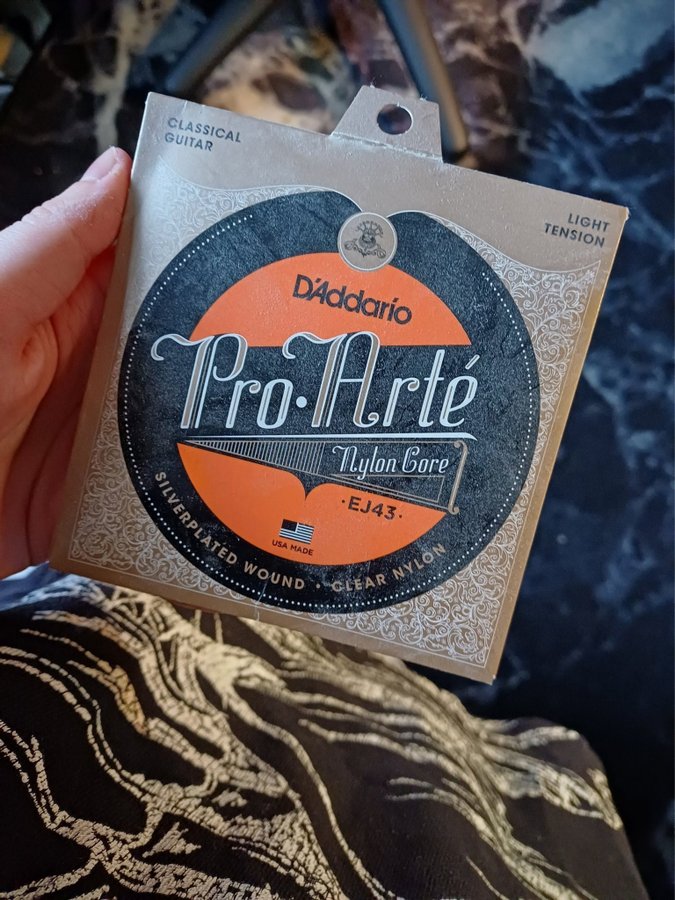 CLASSICAL
GUITAR
LIGHT
TENSION
D'Addario
Pro·Arté
Nylon Core
·EJ43·
USA MADE
SILVERPLATED WOUND · CLEAR NYLON